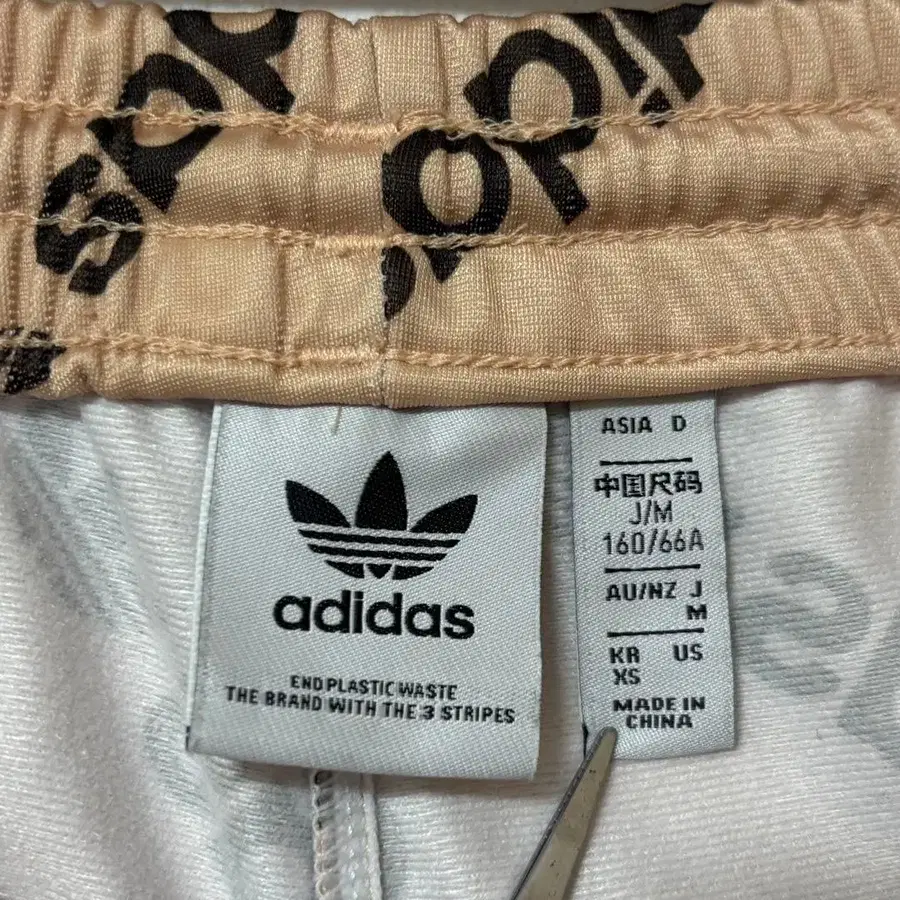 adidas
END PLASTIC WASTE
THE BRAND WITH THE 3 STRIPES
ASIA D
中国尺码
J/M
160/66A
AU/NZ J
M
KR US
XS
MADE IN
CHINA